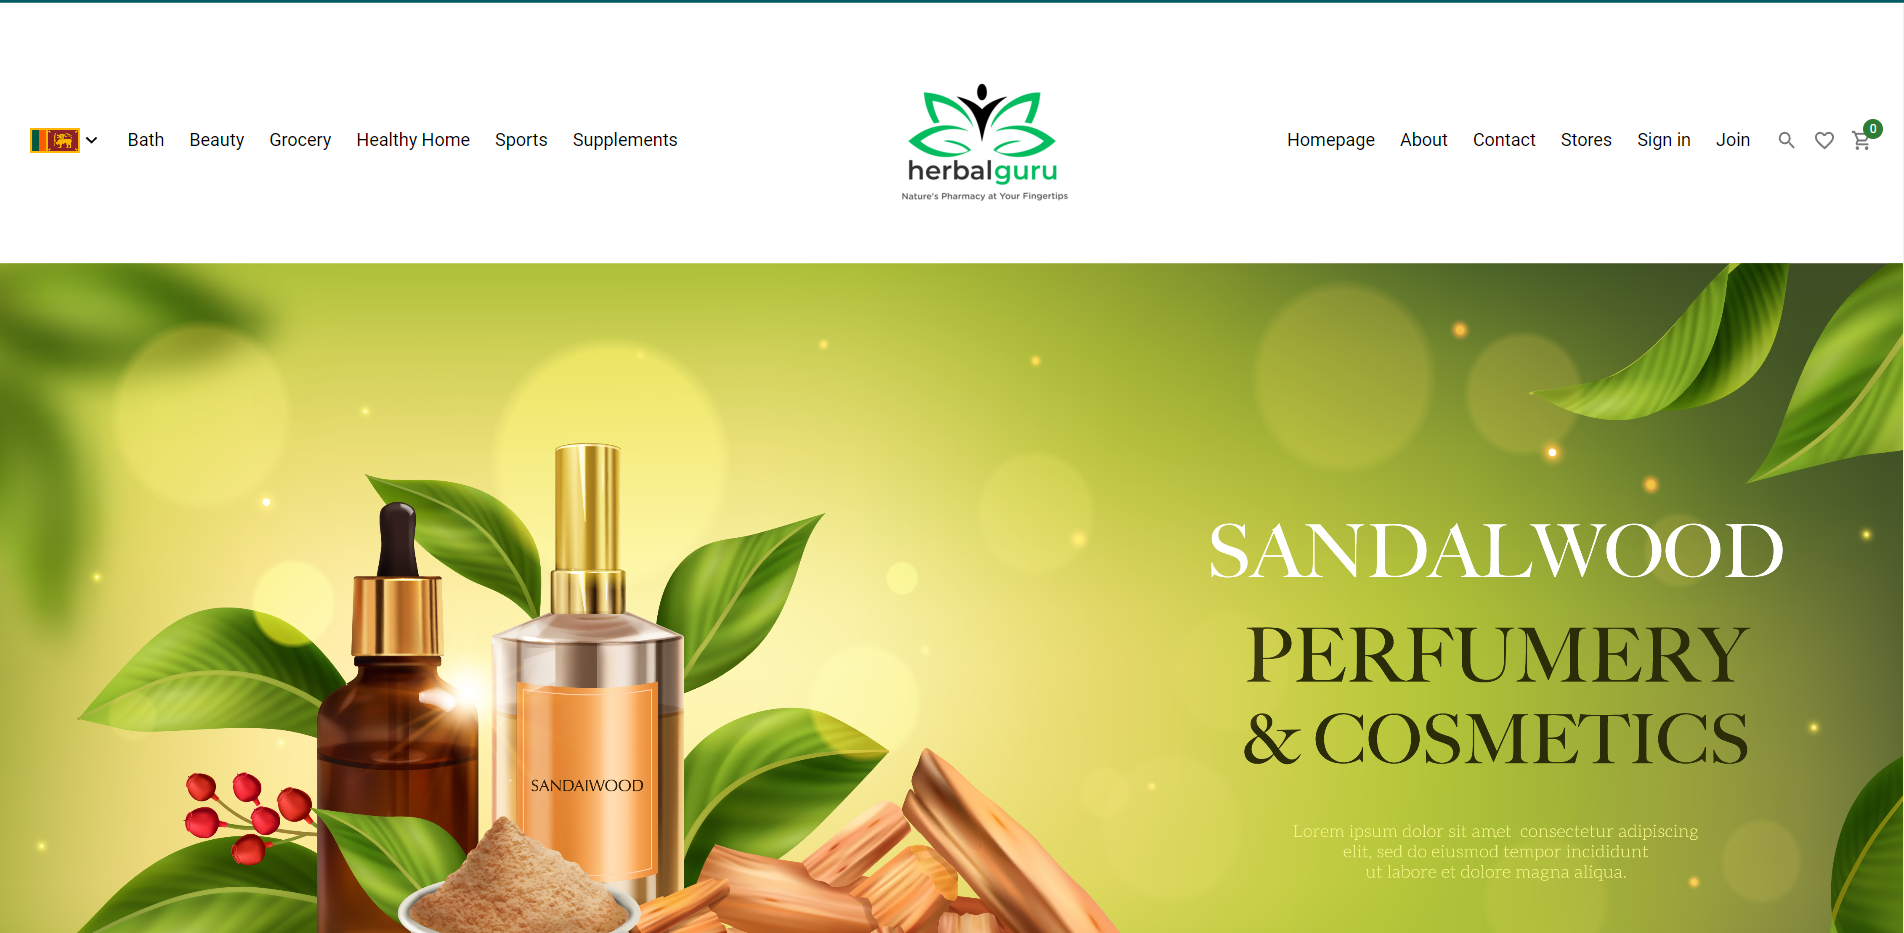 Bath Beauty Grocery Healthy Home Sports Supplements
herbalguru
Nature's Pharmacy at Your Fingertips
Homepage About Contact Stores Sign in Join
0
SANDALWOOD
PERFUMERY
& COSMETICS
Lorem ipsum dolor sit amet consectetur adipiscing
elit, sed do eiusmod tempor incididunt
ut labore et dolore magna aliqua.
SANDALWOOD